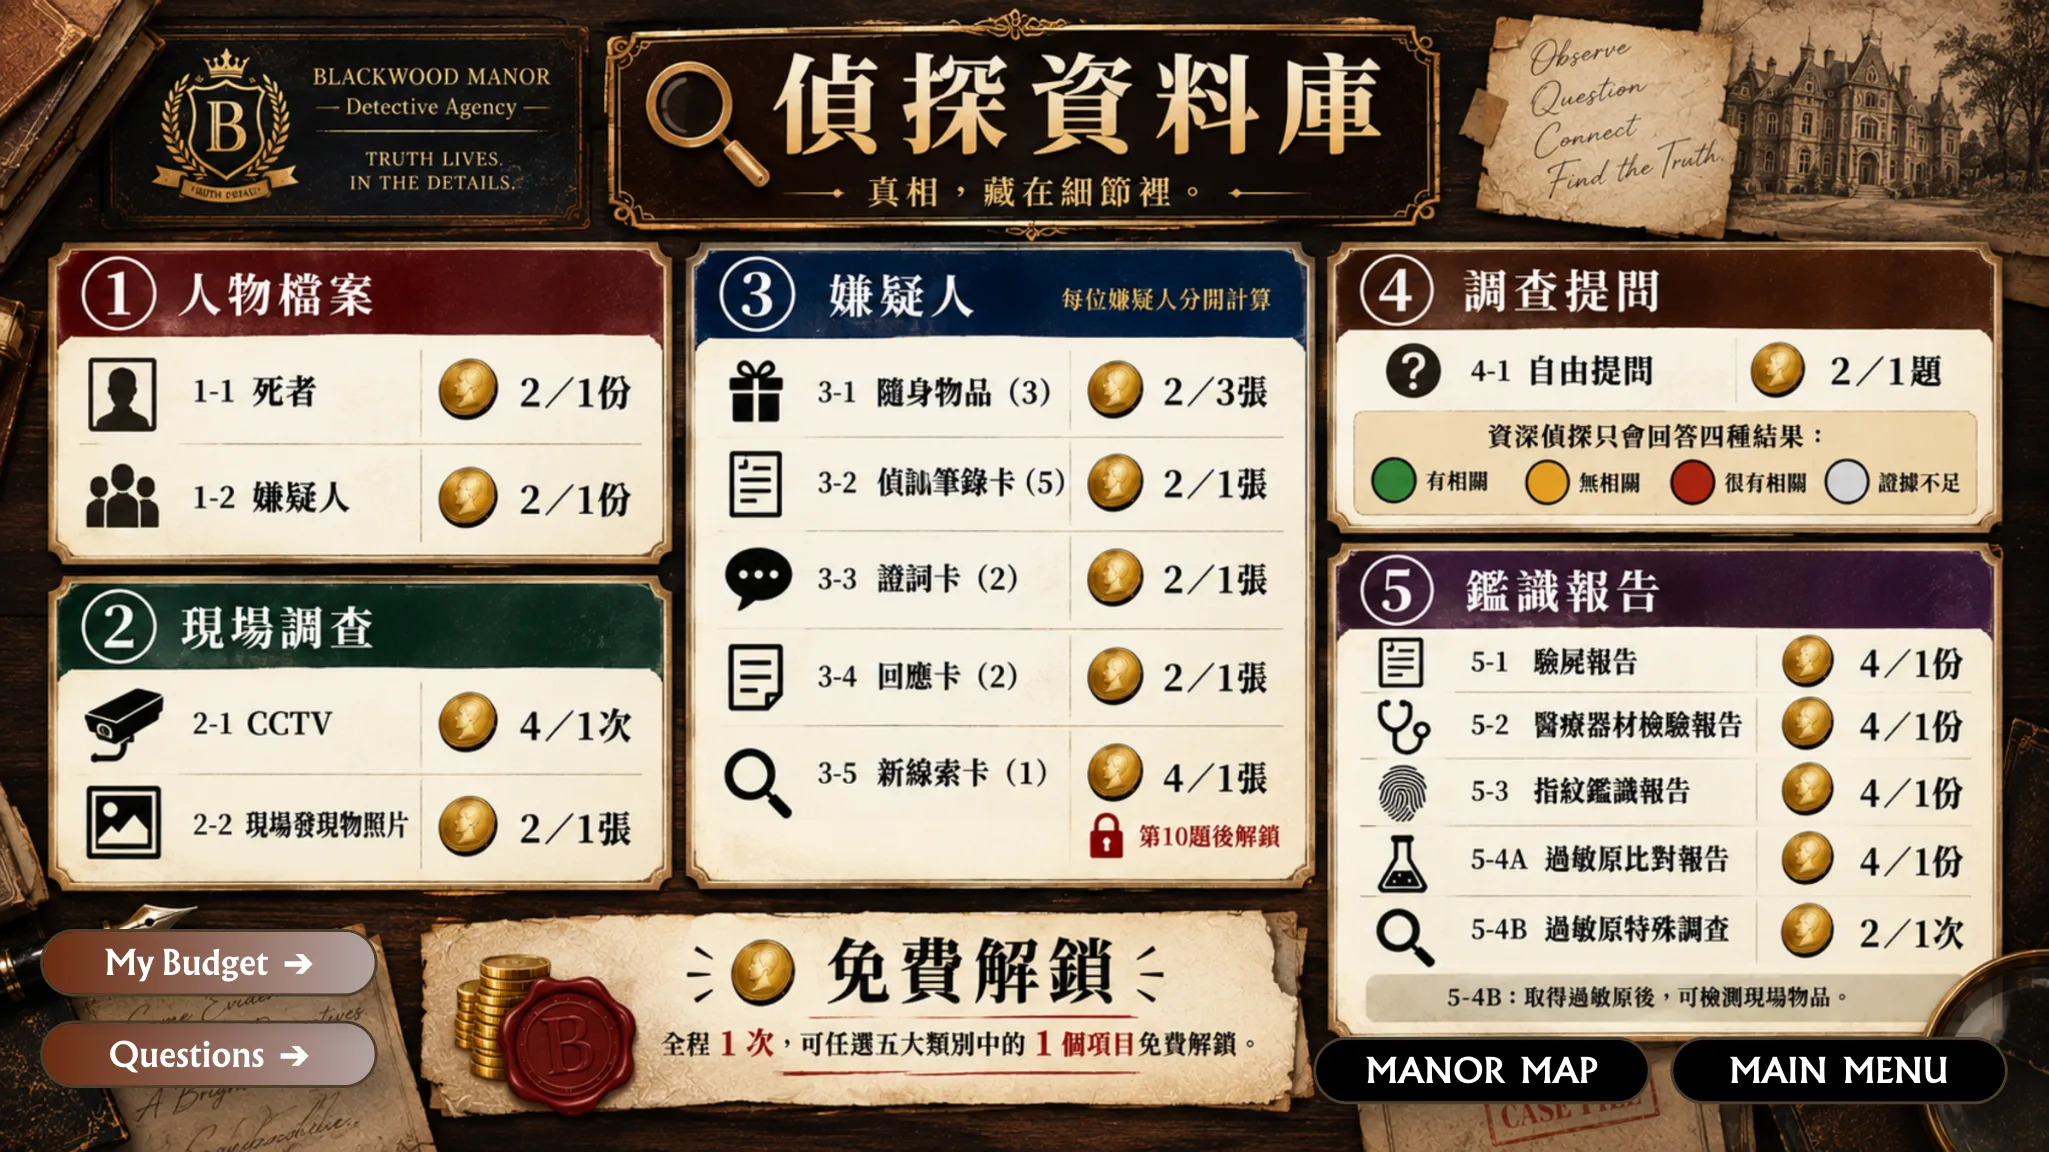 BLACKWOOD MANOR
Detective Agency
TRUTH LIVES.
IN THE DETAILS.
B
偵探資料庫
真相，藏在細節裡。
Observe
Question
Connect
Find the Truth.
① 人物檔案
1-1 死者 2／1份
1-2 嫌疑人 2／1份
② 現場調查
2-1 CCTV 4／1次
2-2 現場發現物照片 2／1張
③ 嫌疑人 每位嫌疑人分開計算
3-1 隨身物品（3） 2／3張
3-2 偵訊筆錄卡（5） 2／1張
3-3 證詞卡（2） 2／1張
3-4 回應卡（2） 2／1張
3-5 新線索卡（1） 4／1張
第10題後解鎖
④ 調查提問
4-1 自由提問 2／1題
資深偵探只會回答四種結果：
有相關 無相關 很有相關 證據不足
⑤ 鑑識報告
5-1 驗屍報告 4／1份
5-2 醫療器材檢驗報告 4／1份
5-3 指紋鑑識報告 4／1份
5-4A 過敏原比對報告 4／1份
5-4B 過敏原特殊調查 2／1次
5-4B：取得過敏原後，可檢測現場物品。
免費解鎖
全程 1 次，可任選五大類別中的 1 個項目免費解鎖。
B
My Budget →
Questions →
MANOR MAP
MAIN MENU